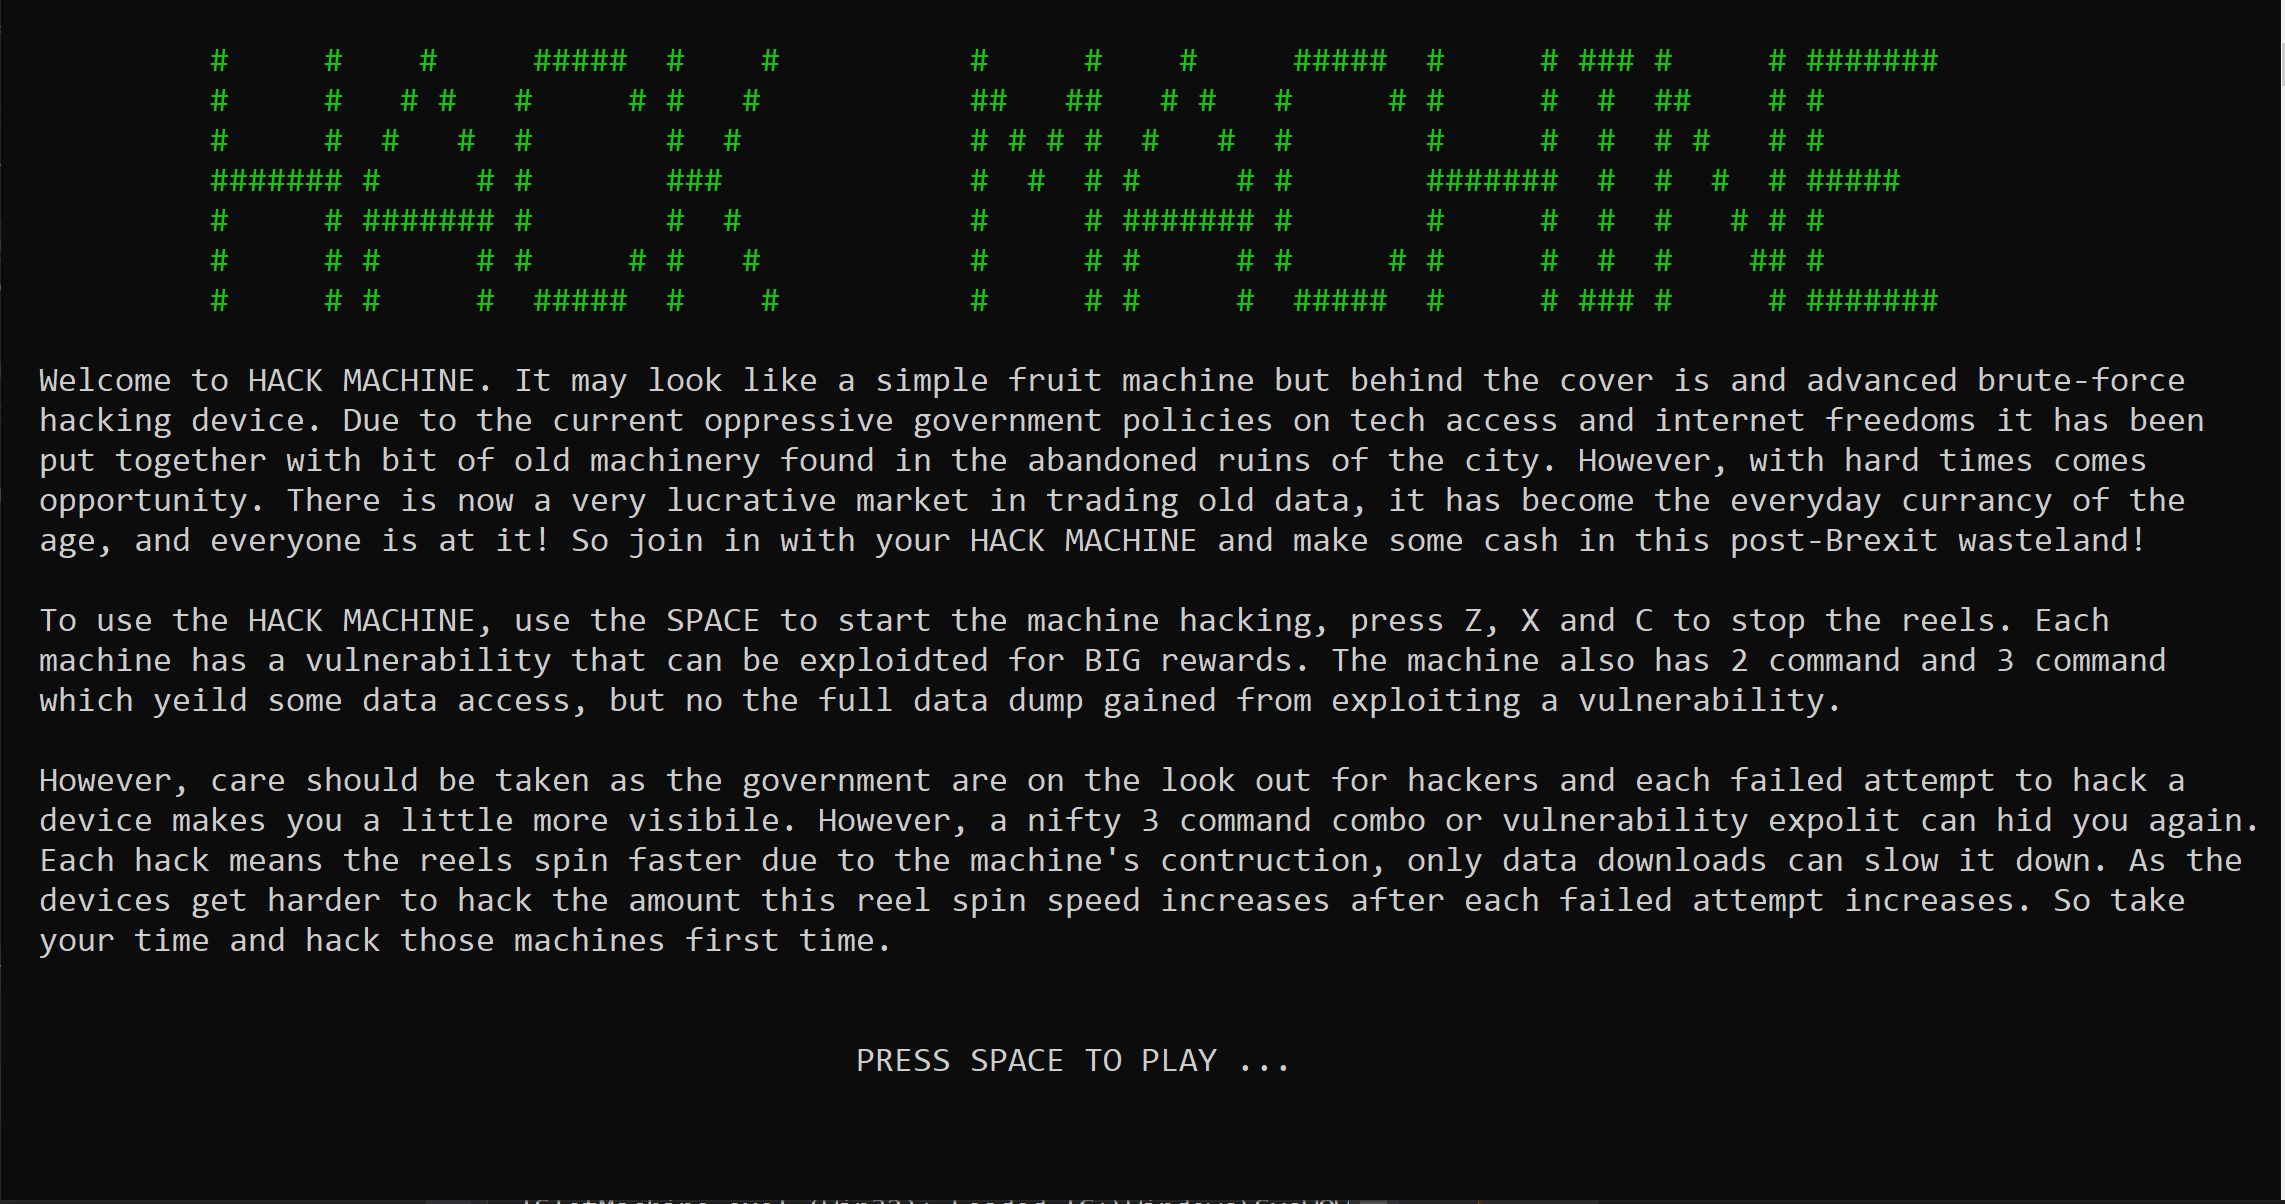 HACK MACHINE
Welcome to HACK MACHINE. It may look like a simple fruit machine but behind the cover is and advanced brute-force
hacking device. Due to the current oppressive government policies on tech access and internet freedoms it has been
put together with bit of old machinery found in the abandoned ruins of the city. However, with hard times comes
opportunity. There is now a very lucrative market in trading old data, it has become the everyday currancy of the
age, and everyone is at it! So join in with your HACK MACHINE and make some cash in this post-Brexit wasteland!
To use the HACK MACHINE, use the SPACE to start the machine hacking, press Z, X and C to stop the reels. Each
machine has a vulnerability that can be exploidted for BIG rewards. The machine also has 2 command and 3 command
which yeild some data access, but no the full data dump gained from exploiting a vulnerability.
However, care should be taken as the government are on the look out for hackers and each failed attempt to hack a
device makes you a little more visibile. However, a nifty 3 command combo or vulnerability expolit can hid you again.
Each hack means the reels spin faster due to the machine's contruction, only data downloads can slow it down. As the
devices get harder to hack the amount this reel spin speed increases after each failed attempt increases. So take
your time and hack those machines first time.
PRESS SPACE TO PLAY ...